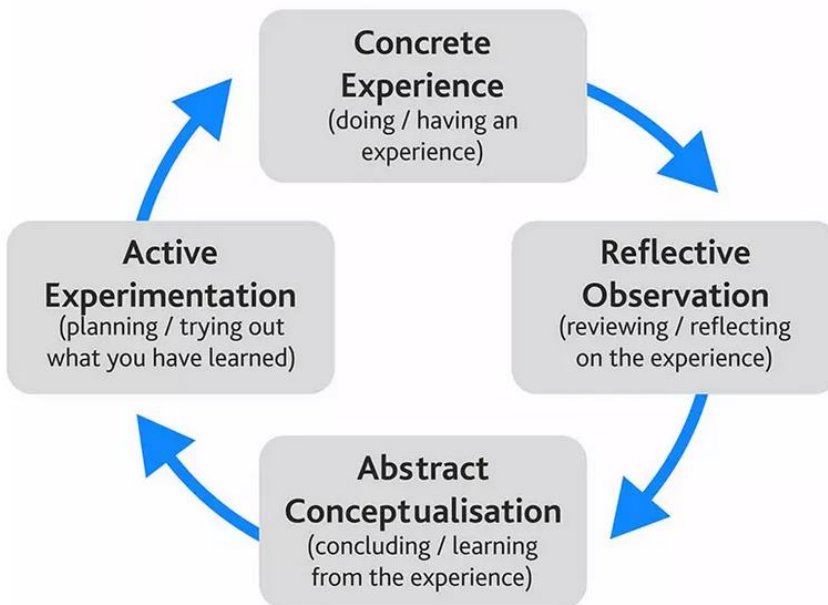 Concrete
Experience
(doing / having an
experience)
Active
Experimentation
(planning / trying out
what you have learned)
Reflective
Observation
(reviewing / reflecting
on the experience)
Abstract
Conceptualisation
(concluding / learning
from the experience)